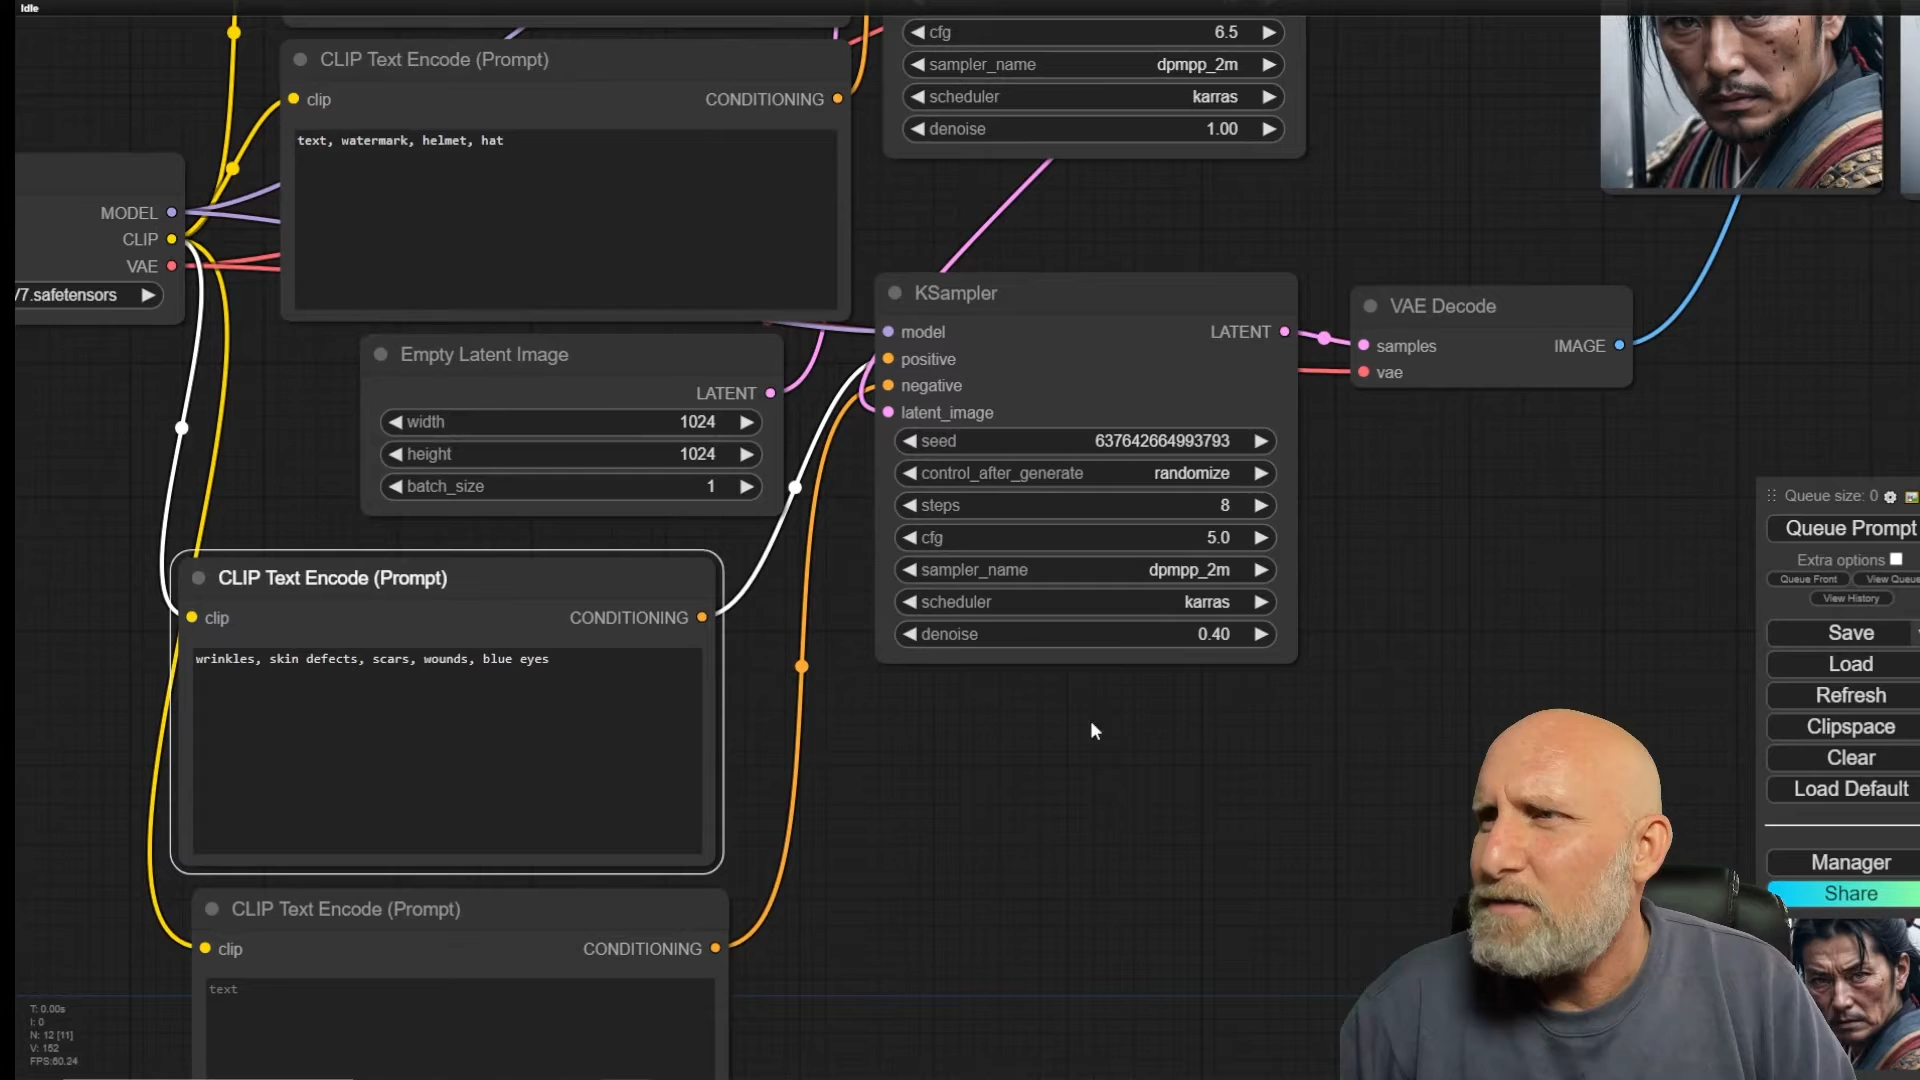 Idle
CLIP Text Encode (Prompt)
clip
CONDITIONING
text, watermark, helmet, hat
cfg
6.5
sampler_name
dpmpp_2m
scheduler
karras
denoise
1.00
MODEL
CLIP
VAE
V7.safetensors
Empty Latent Image
LATENT
width
1024
height
1024
batch_size
1
KSampler
model
LATENT
positive
negative
latent_image
seed
637642664993793
control_after_generate
randomize
steps
8
cfg
5.0
sampler_name
dpmpp_2m
scheduler
karras
denoise
0.40
VAE Decode
samples
IMAGE
vae
CLIP Text Encode (Prompt)
clip
CONDITIONING
wrinkles, skin defects, scars, wounds, blue eyes
CLIP Text Encode (Prompt)
clip
CONDITIONING
text
Queue size: 0
Queue Prompt
Extra options
Queue Front
View Queue
View History
Save
Load
Refresh
Clipspace
Clear
Load Default
Manager
Share
T: 0.00s
I: 0
N: 12 [11]
V: 152
FPS:60.24